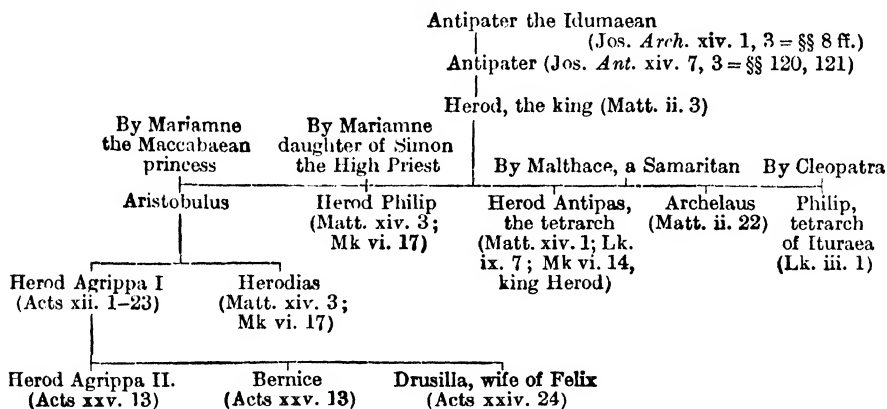 Antipater the Idumaean
(Jos. Arch. xiv. 1, 3 = §§ 8 ff.)
Antipater (Jos. Ant. xiv. 7, 3 = §§ 120, 121)
Herod, the king (Matt. ii. 3)
By Mariamne
the Maccabaean
princess
By Mariamne
daughter of Simon
the High Priest
By Malthace, a Samaritan
By Cleopatra
Aristobulus
Herod Philip
(Matt. xiv. 3;
Mk vi. 17)
Herod Antipas,
the tetrarch
(Matt. xiv. 1; Lk.
ix. 7; Mk vi. 14,
king Herod)
Archelaus
(Matt. ii. 22)
Philip,
tetrarch
of Ituraea
(Lk. iii. 1)
Herod Agrippa I
(Acts xii. 1–23)
Herodias
(Matt. xiv. 3;
Mk vi. 17)
Herod Agrippa II.
(Acts xxv. 13)
Bernice
(Acts xxv. 13)
Drusilla, wife of Felix
(Acts xxiv. 24)